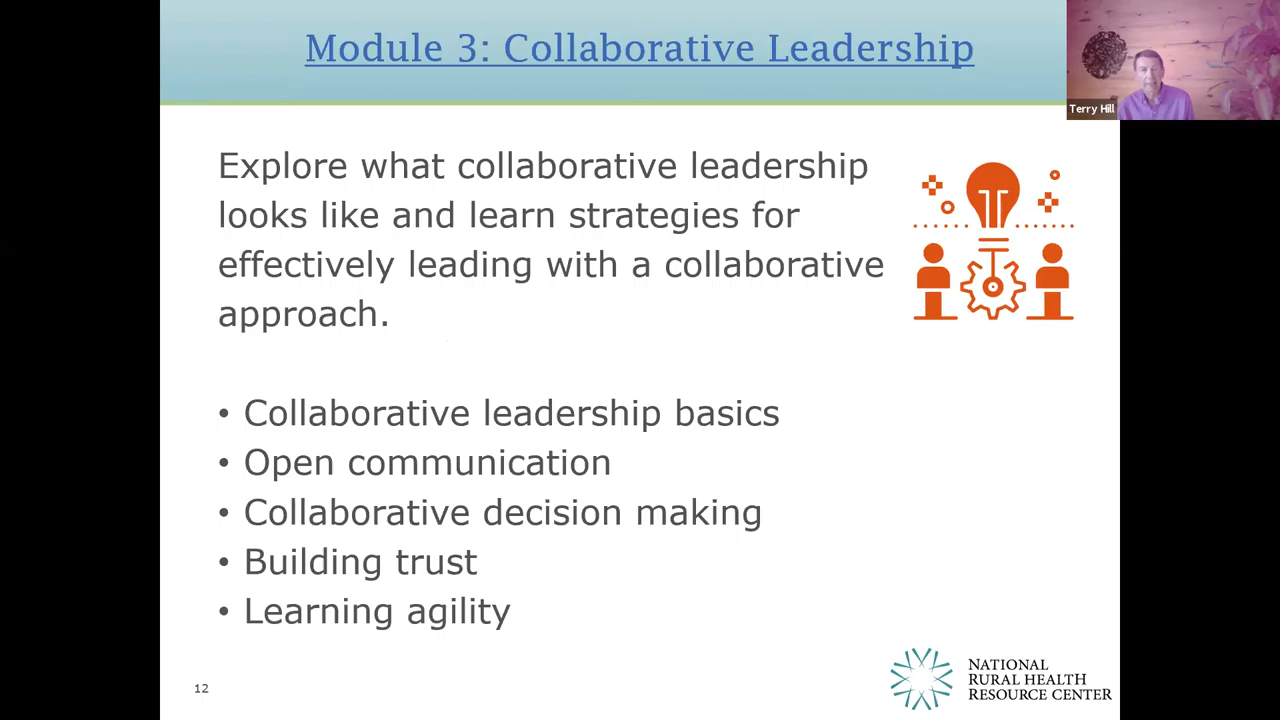 Module 3: Collaborative Leadership
Terry Hill
Explore what collaborative leadership
looks like and learn strategies for
effectively leading with a collaborative
approach.
• Collaborative leadership basics
• Open communication
• Collaborative decision making
• Building trust
• Learning agility
12
NATIONAL
RURAL HEALTH
RESOURCE CENTER